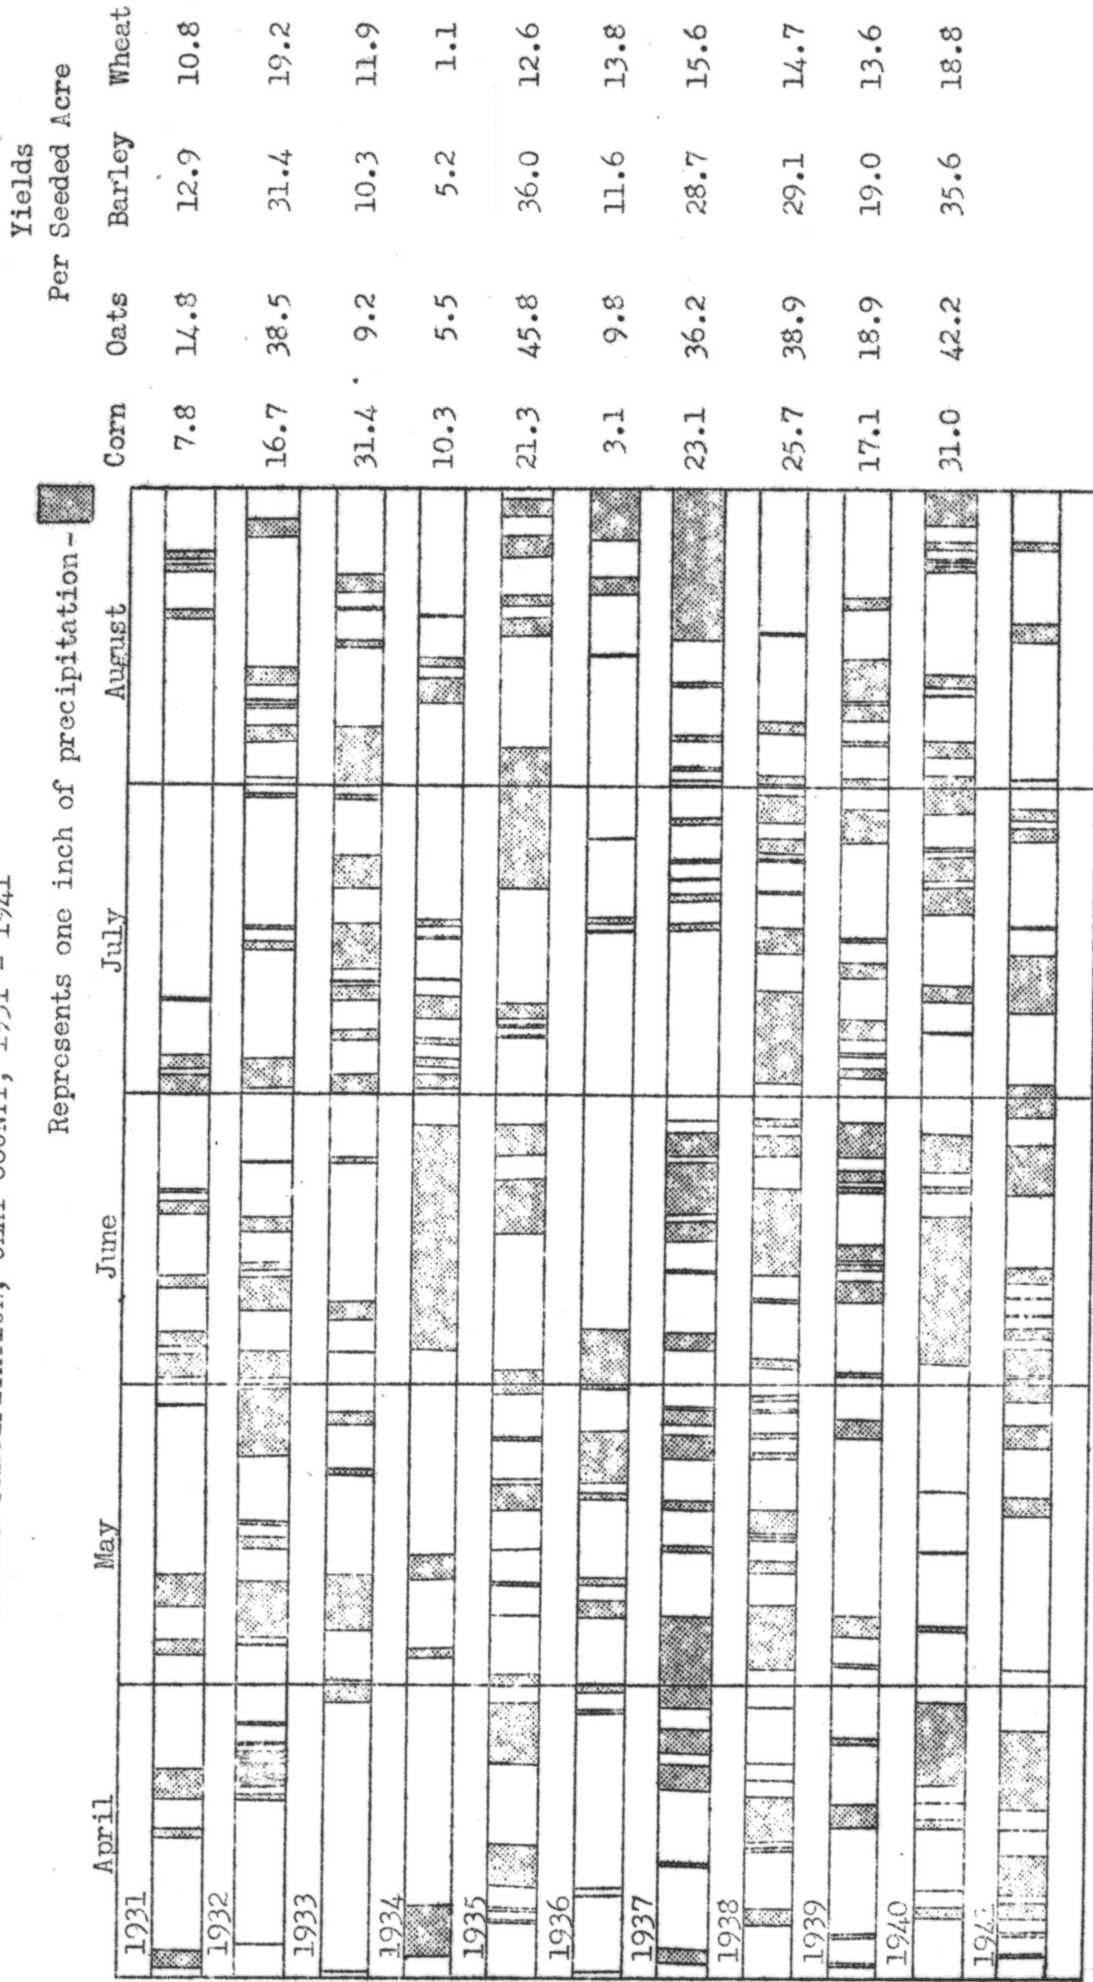 1931 - 1941
Represents one inch of precipitation-
Yields
Per Seeded Acre
April May June July August Corn Oats Barley Wheat
1931 7.8 14.8 12.9 10.8
1932 16.7 38.5 31.4 19.2
1933 31.4 9.2 10.3 11.9
1934 10.3 5.5 5.2 1.1
1935 21.3 45.8 36.0 12.6
1936 3.1 9.8 11.6 13.8
1937 23.1 36.2 28.7 15.6
1938 25.7 38.9 29.1 14.7
1939 17.1 18.9 19.0 13.6
1940 31.0 42.2 35.6 18.8